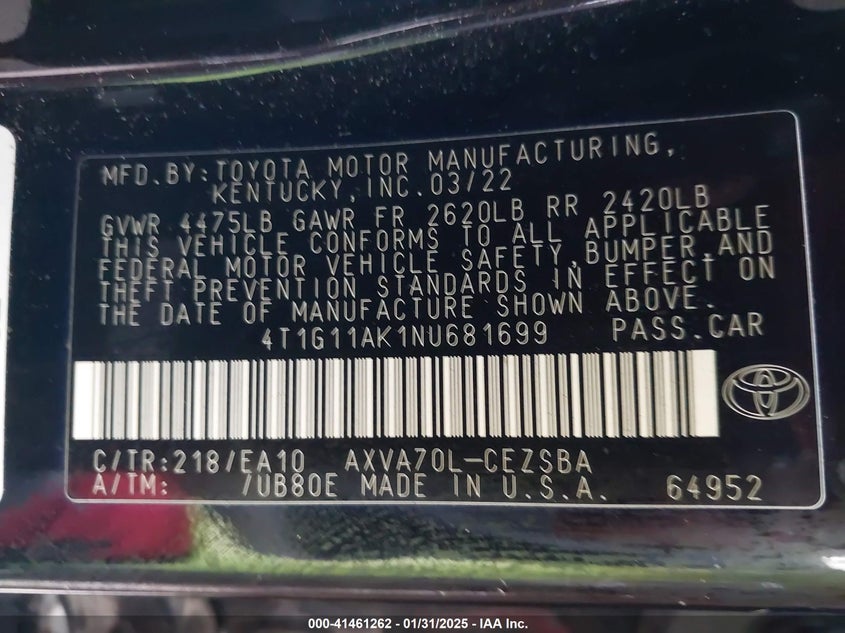 MFD. BY: TOYOTA MOTOR MANUFACTURING,
KENTUCKY, INC. 03/22
GVWR 4475LB GAWR FR 2620LB RR 2420LB
THIS VEHICLE CONFORMS TO ALL APPLICABLE
FEDERAL MOTOR VEHICLE SAFETY, BUMPER, AND
THEFT PREVENTION STANDARDS IN EFFECT ON
THE DATE OF MANUFACTURE SHOWN ABOVE.
4T1G11AK1NU681699 PASS. CAR
C/TR: 218/EA10 AXVA70L-CEZSBA
A/TM: /UB80E MADE IN U.S.A. 64952
000-41461262 - 01/31/2025 - IAA Inc.